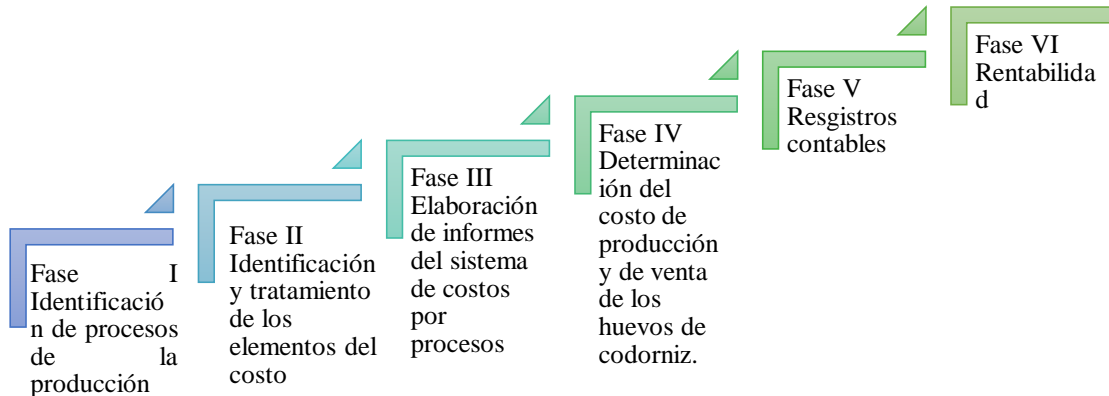 Fase I
Identificació
n de procesos
de la
producción
Fase II
Identificación
y tratamiento
de los
elementos del
costo
Fase III
Elaboración
de informes
del sistema
de costos
por
procesos
Fase IV
Determinac
ión del
costo de
producción
y de venta
de los
huevos de
codorniz.
Fase V
Resgistros
contables
Fase VI
Rentabilida
d